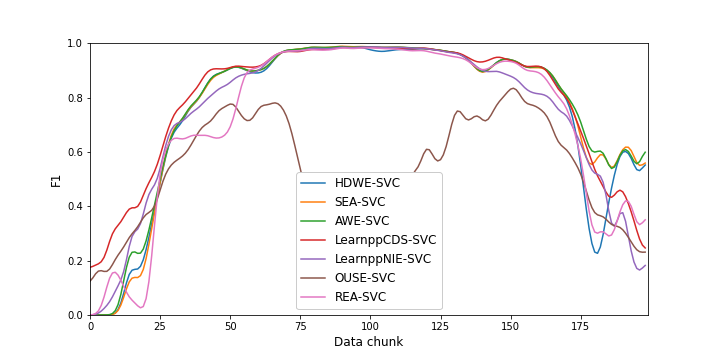 1.0
0.8
0.6
0.4
0.2
0.0
F1
0
25
50
75
100
125
150
175
Data chunk
HDWE-SVC
SEA-SVC
AWE-SVC
LearnppCDS-SVC
LearnppNIE-SVC
OUSE-SVC
REA-SVC